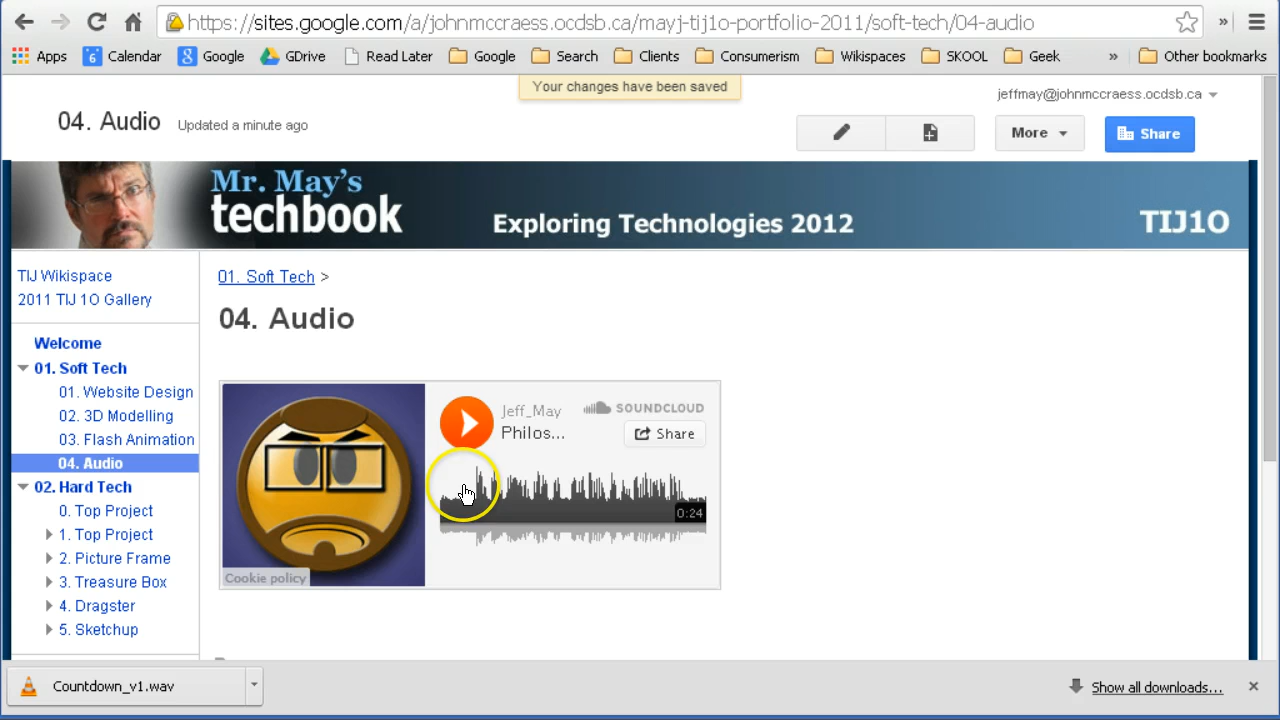 https://sites.google.com/a/johnmccraess.ocdsb.ca/mayj-tij1o-portfolio-2011/soft-tech/04-audio
Apps
6 Calendar
Google
GDrive
Read Later
Google
Search
Clients
Consumerism
Wikispaces
SKOOL
Geek
»
Other bookmarks
Your changes have been saved
jeffmay@johnmccraess.ocdsb.ca
04. Audio
Updated a minute ago
More
Share
Mr. May's
techbook
Exploring Technologies 2012
TIJ1O
TIJ Wikispace
2011 TIJ 1O Gallery
Welcome
01. Soft Tech
01. Website Design
02. 3D Modelling
03. Flash Animation
04. Audio
02. Hard Tech
0. Top Project
1. Top Project
2. Picture Frame
3. Treasure Box
4. Dragster
5. Sketchup
01. Soft Tech >
04. Audio
Jeff_May
SOUNDCLOUD
Philos...
Share
0:24
Cookie policy
Countdown_v1.wav
Show all downloads...